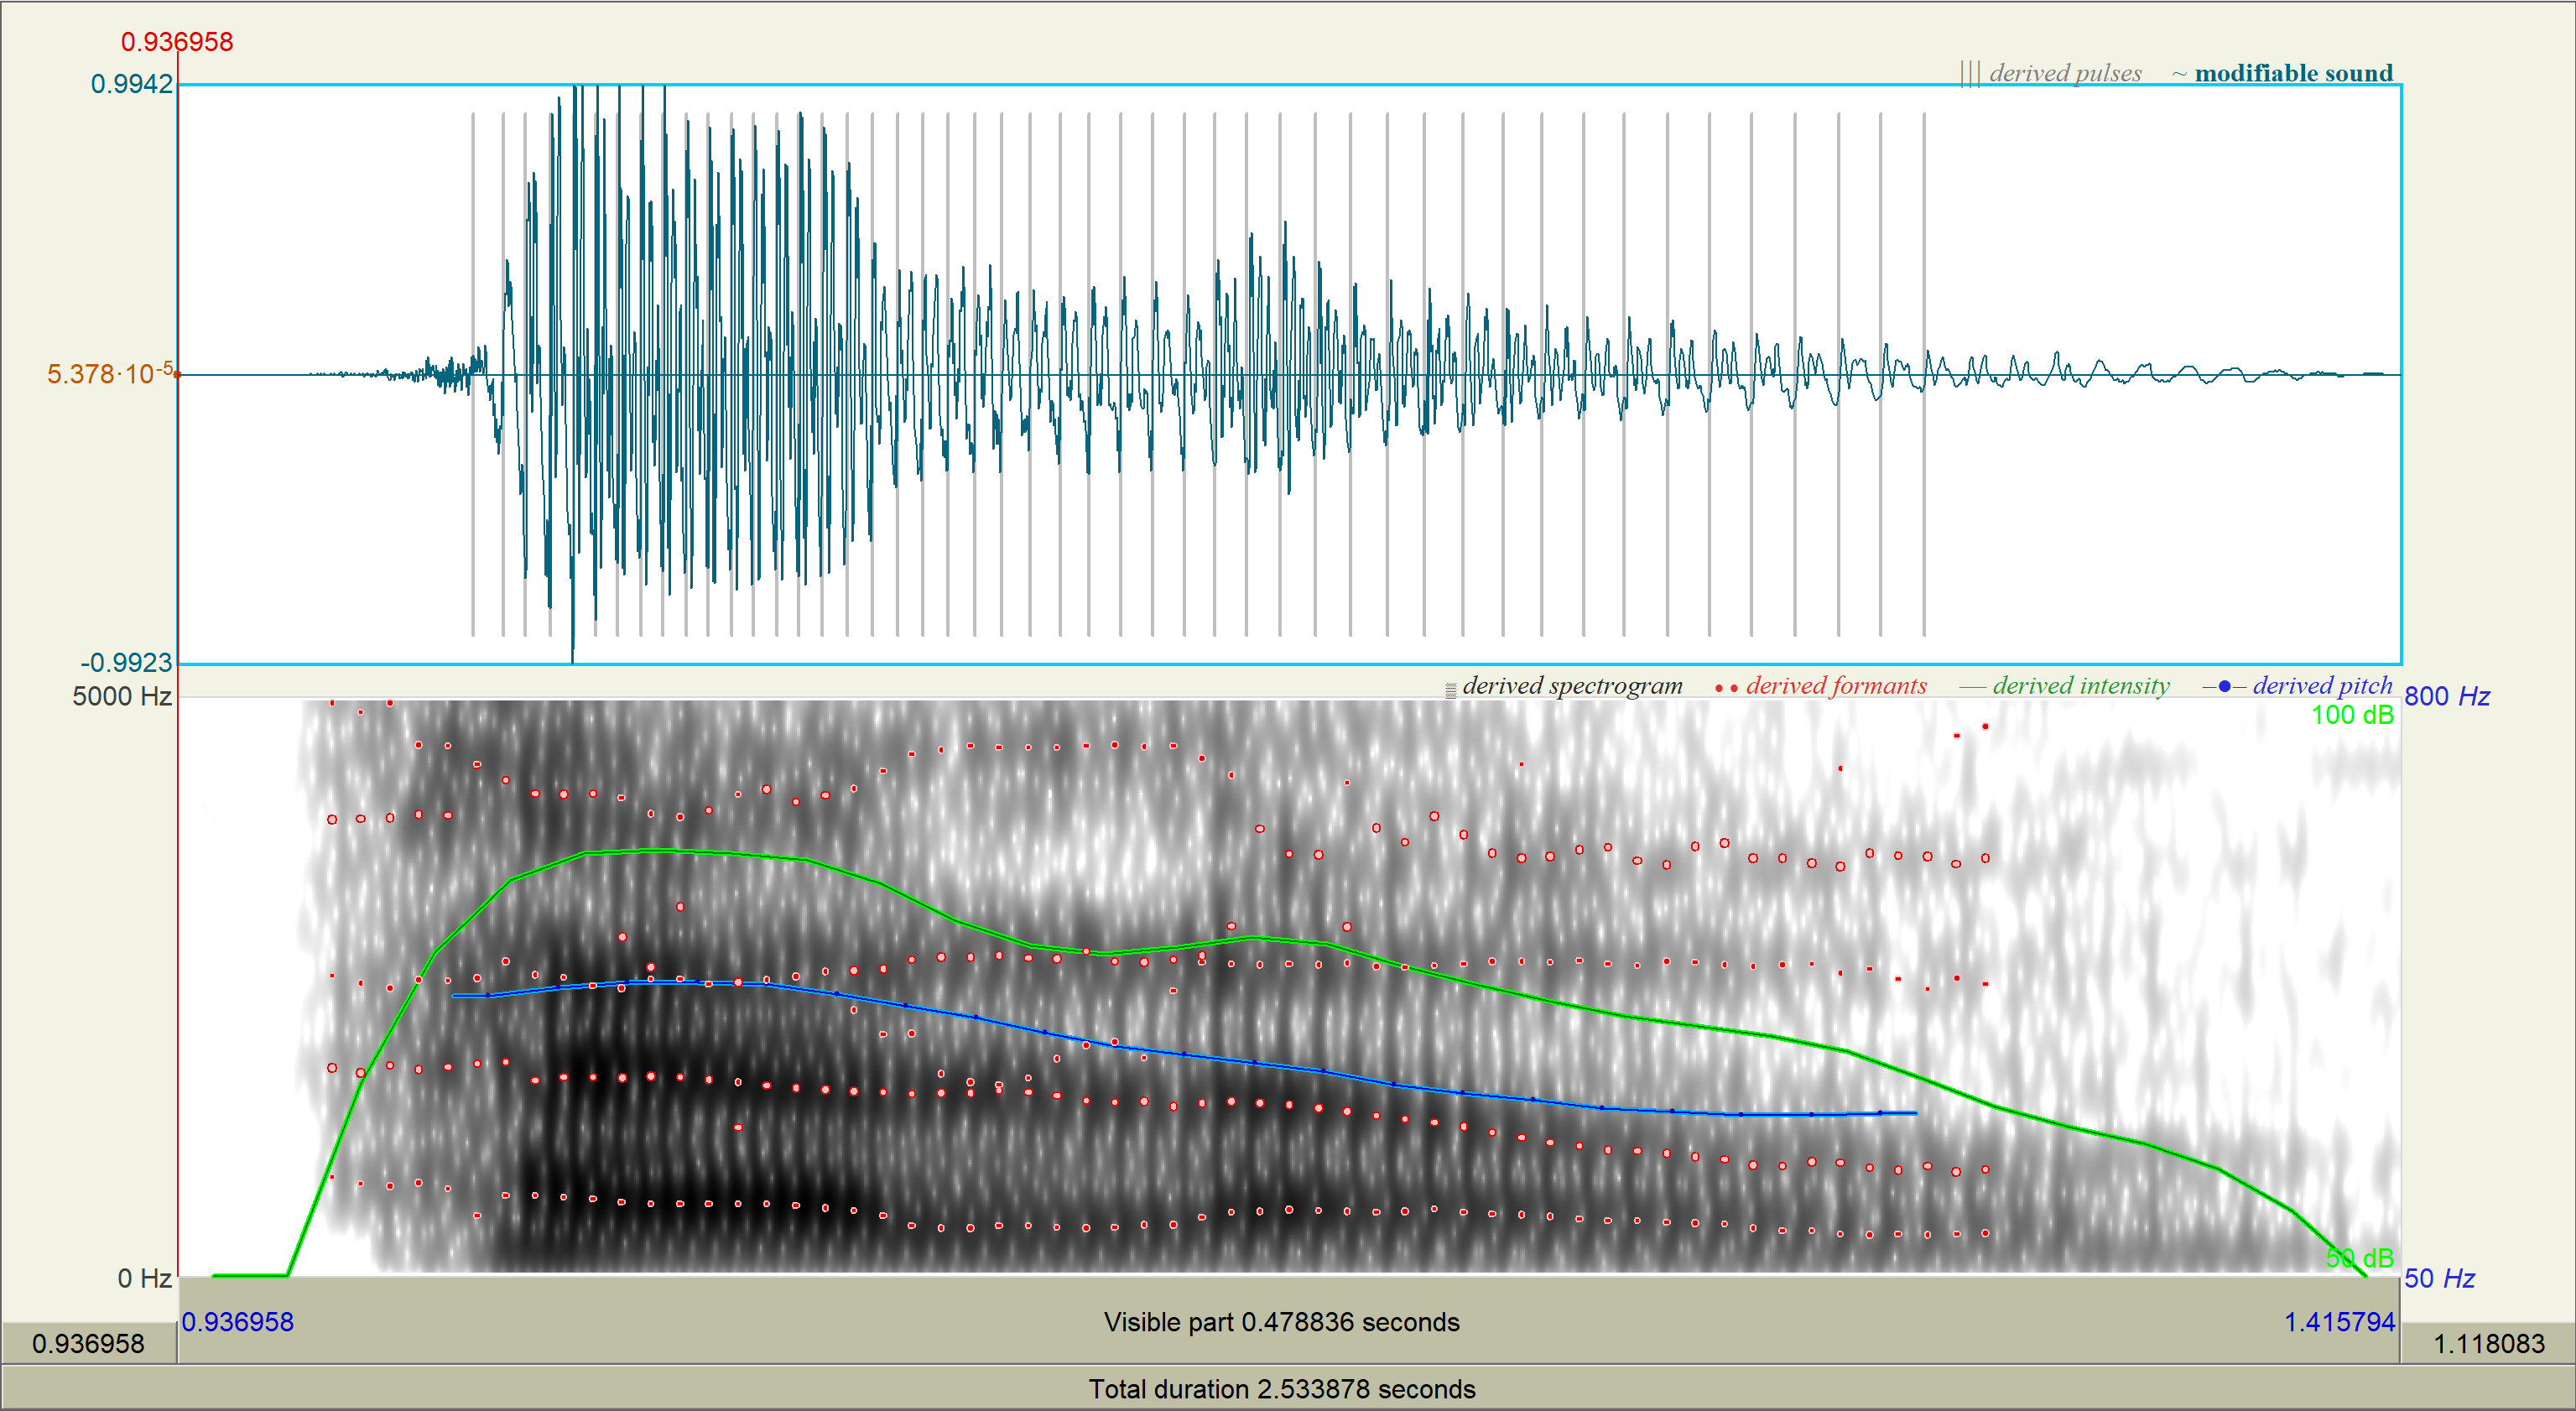 0.936958
0.9942
||| derived pulses ~ modifiable sound
5.378·10⁻⁵
-0.9923
5000 Hz
derived spectrogram •• derived formants — derived intensity –●– derived pitch
800 Hz
100 dB
0 Hz
50 dB
50 Hz
0.936958 Visible part 0.478836 seconds 1.415794
0.936958 1.118083
Total duration 2.533878 seconds